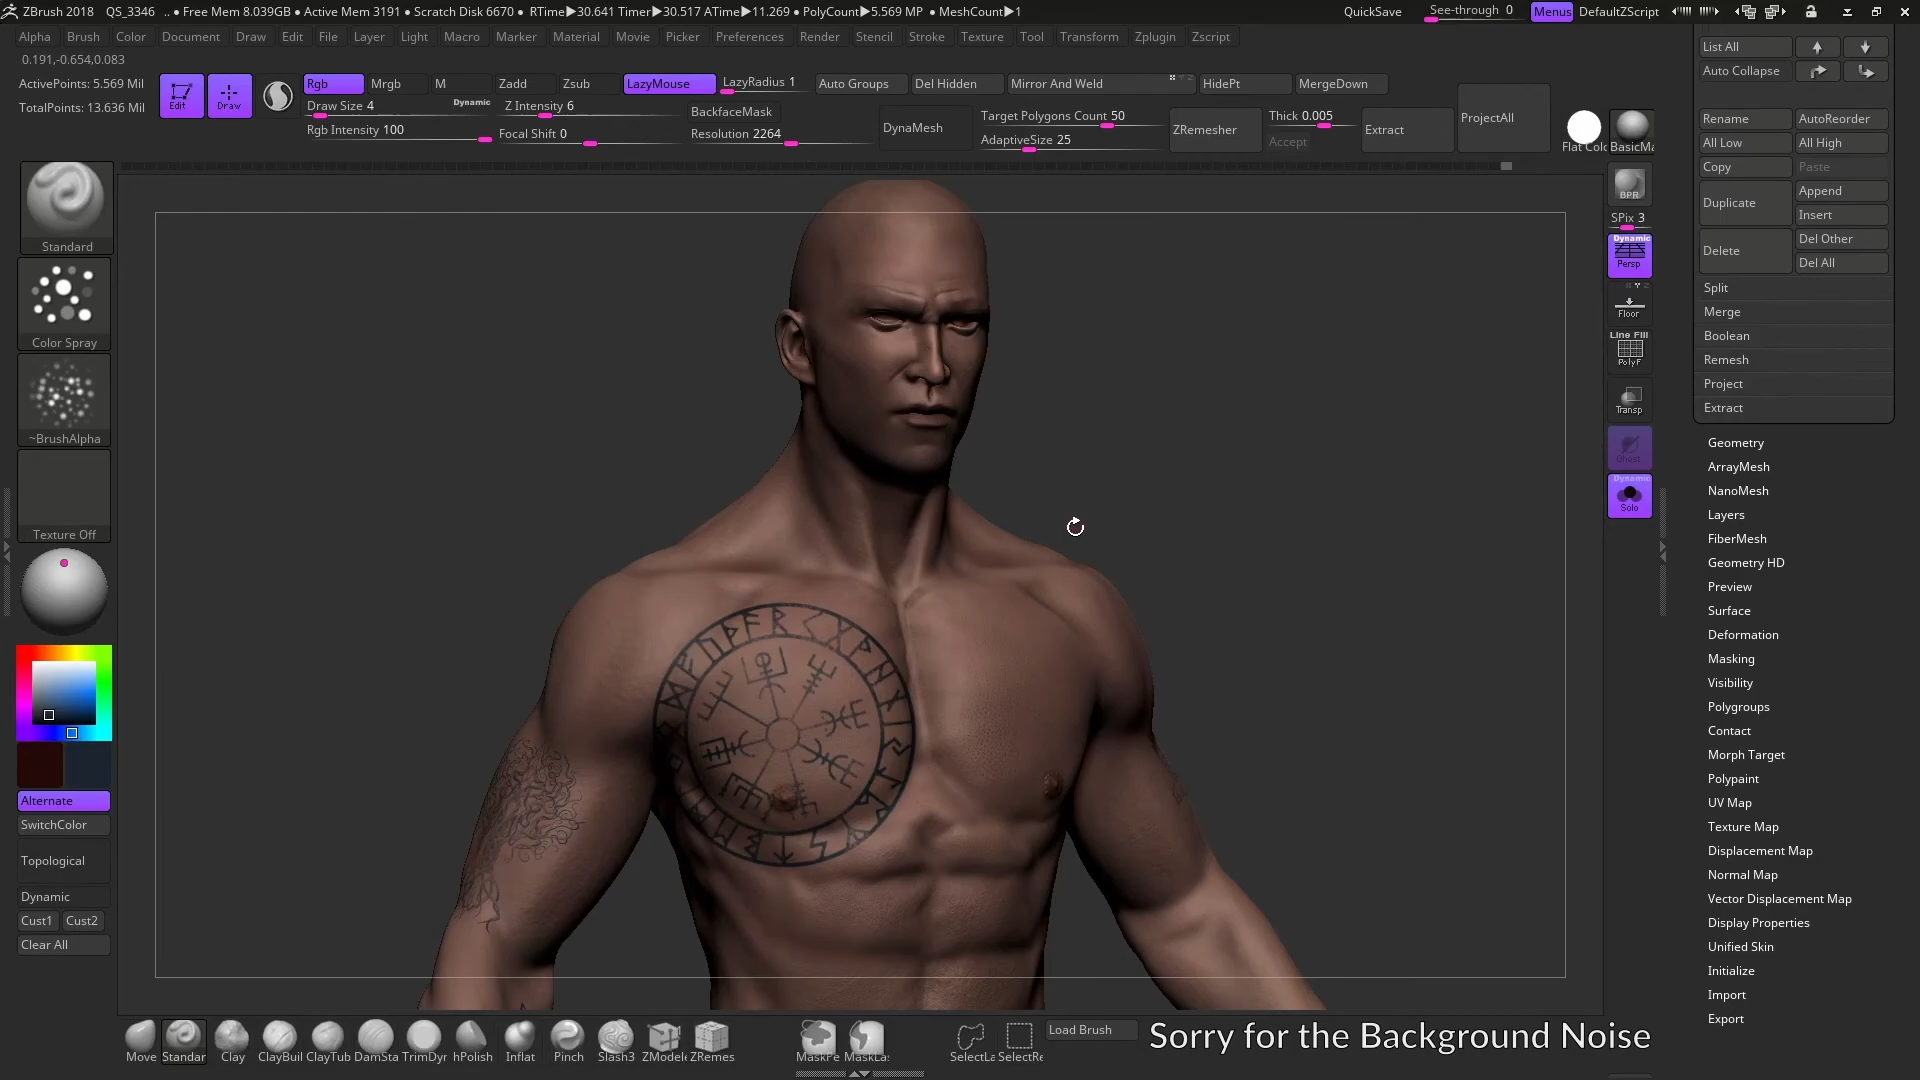 ZBrush 2018 QS_3346 .. • Free Mem 8.039GB • Active Mem 3191 • Scratch Disk 6670 • RTime▶30.641 Timer▶30.517 ATime▶11.269 • PolyCount▶5.569 MP • MeshCount▶1 QuickSave See-through 0 Menus DefaultZScript
Alpha Brush Color Document Draw Edit File Layer Light Macro Marker Material Movie Picker Preferences Render Stencil Stroke Texture Tool Transform Zplugin Zscript
0.191,-0.654,0.083
ActivePoints: 5.569 Mil
TotalPoints: 13.636 Mil
Edit
Draw
Rgb Mrgb M Zadd Zsub LazyMouse LazyRadius 1 Auto Groups Del Hidden Mirror And Weld HidePt MergeDown
Draw Size 4 Dynamic Z Intensity 6 BackfaceMask
Rgb Intensity 100 Focal Shift 0 Resolution 2264
DynaMesh
Target Polygons Count 50
AdaptiveSize 25
ZRemesher
Thick 0.005
Accept
Extract
ProjectAll
Flat Colo BasicMa
Standard
Color Spray
~BrushAlpha
Texture Off
Alternate
SwitchColor
Topological
Dynamic
Cust1 Cust2
Clear All
BPR
SPix 3
Dynamic
Persp
Floor
Line Fill
PolyF
Transp
Ghost
Dynamic
Solo
List All
Auto Collapse
Rename AutoReorder
All Low All High
Copy Paste
Duplicate Append
Insert
Delete Del Other
Del All
Split
Merge
Boolean
Remesh
Project
Extract
Geometry
ArrayMesh
NanoMesh
Layers
FiberMesh
Geometry HD
Preview
Surface
Deformation
Masking
Visibility
Polygroups
Contact
Morph Target
Polypaint
UV Map
Texture Map
Displacement Map
Normal Map
Vector Displacement Map
Display Properties
Unified Skin
Initialize
Import
Export
Move Standar Clay ClayBuil ClayTub DamSta TrimDyr hPolish Inflat Pinch Slash3 ZModele ZRemes MaskPe MaskLas SelectLa SelectRe
Load Brush
Sorry for the Background Noise